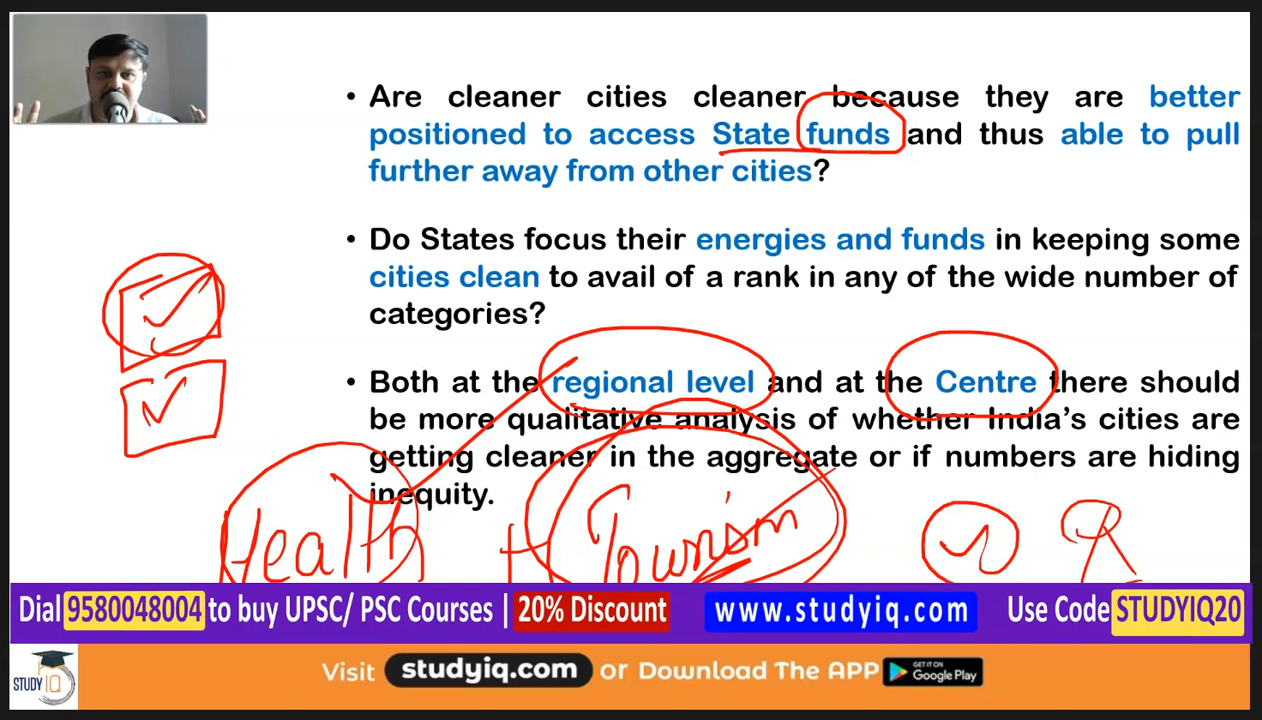 • Are cleaner cities cleaner because they are better
positioned to access State funds and thus able to pull
further away from other cities?
• Do States focus their energies and funds in keeping some
cities clean to avail of a rank in any of the wide number of
categories?
• Both at the regional level and at the Centre there should
be more qualitative analysis of whether India's cities are
getting cleaner in the aggregate or if numbers are hiding
inequity.
Health Tourism
Dial 9580048004 to buy UPSC/ PSC Courses | 20% Discount www.studyiq.com Use Code STUDYIQ20
STUDY IQ Visit studyiq.com or Download The APP GET IT ON Google Play